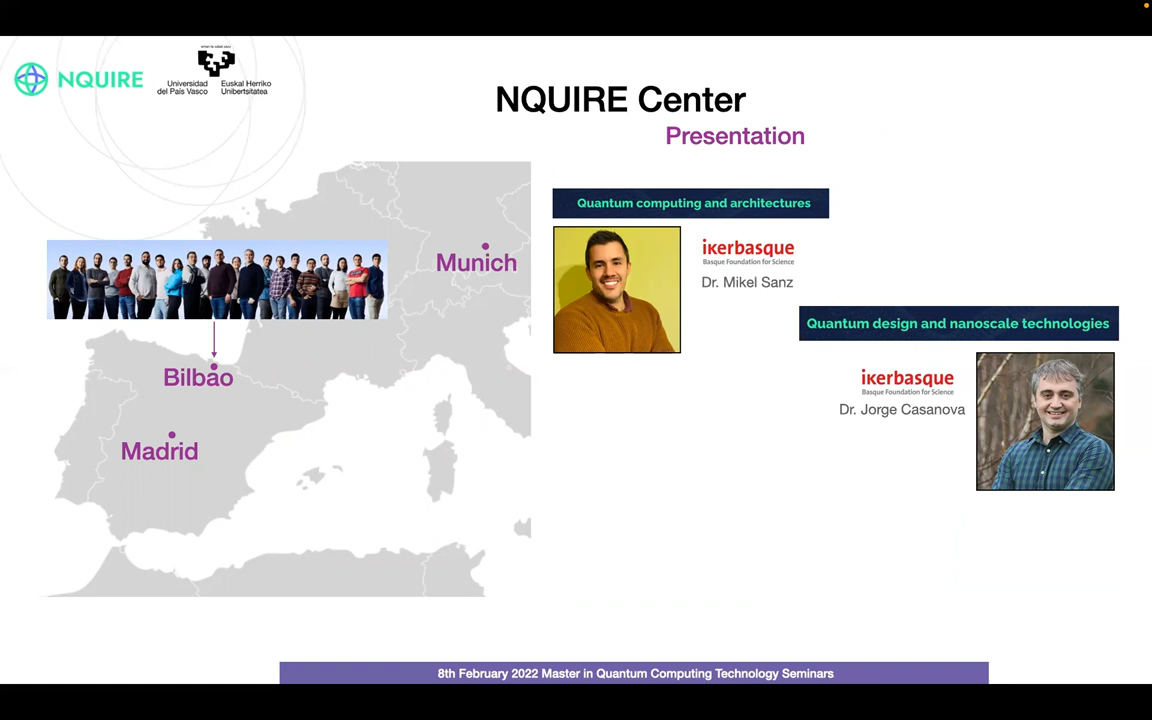 NQUIRE
Universidad
del País Vasco
Euskal Herriko
Unibertsitatea
NQUIRE Center
Presentation
Munich
Bilbao
Madrid
Quantum computing and architectures
ikerbasque
Basque Foundation for Science
Dr. Mikel Sanz
Quantum design and nanoscale technologies
ikerbasque
Basque Foundation for Science
Dr. Jorge Casanova
8th February 2022 Master in Quantum Computing Technology Seminars